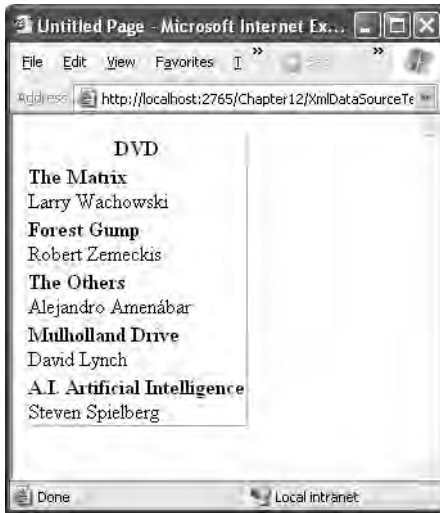 Untitled Page - Microsoft Internet Ex...
File Edit View Favorites T » »
Address http://localhost:2765/Chapter12/XmlDataSourceTe »
DVD
The Matrix
Larry Wachowski
Forest Gump
Robert Zemeckis
The Others
Alejandro Amenábar
Mulholland Drive
David Lynch
A.I. Artificial Intelligence
Steven Spielberg
Done Local intranet